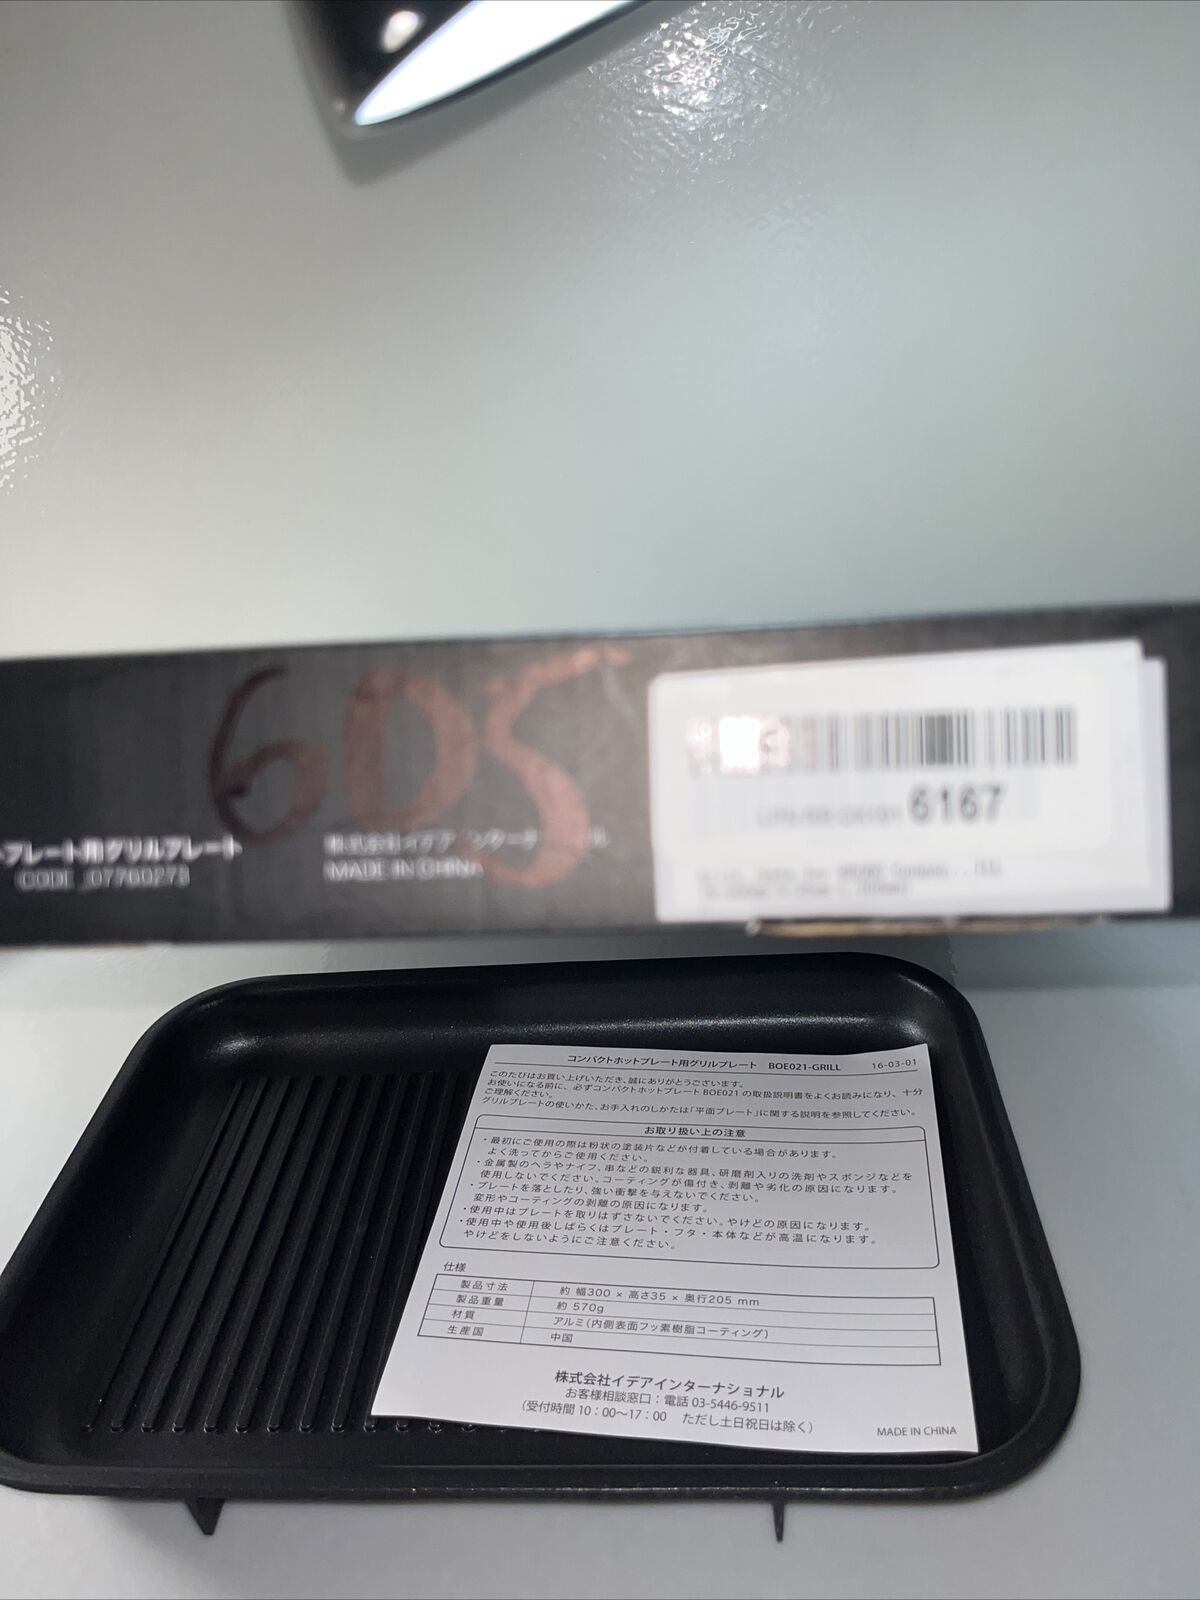 605
プレート用グリルプレート
株式会社イデアインターナショナル
MADE IN CHINA
6167
コンパクトホットプレート用グリルプレート BOE021-GRILL 16-03-01
このたびはお買い上げいただき、誠にありがとうございます。
お使いになる前に、必ずコンパクトホットプレート BOE021 の取扱説明書をよくお読みになり、十分
ご理解ください。
グリルプレートの使いかた、お手入れのしかたは「平面プレート」に関する説明を参照してください。
お取り扱い上の注意
・最初にご使用の際は粉状の塗装片などが付着している場合があります。
よく洗ってからご使用ください。
・金属製のヘラやナイフ、串などの鋭利な器具、研磨剤入りの洗剤やスポンジなどを
使用しないでください。コーティングが傷付き、剥離や劣化の原因になります。
・プレートを落としたり、強い衝撃を与えないでください。
変形やコーティングの剥離の原因になります。
・使用中はプレートを取りはずさないでください。やけどの原因になります。
・使用中や使用後しばらくはプレート・フタ・本体などが高温になります。
やけどをしないようにご注意ください。
仕様
製品寸法 約 幅300 × 高さ35 × 奥行205 mm
製品重量 約 570g
材質 アルミ(内側表面フッ素樹脂コーティング)
生産国 中国
株式会社イデアインターナショナル
お客様相談窓口：電話 03-5446-9511
(受付時間 10：00〜17：00 ただし土日祝日は除く)
MADE IN CHINA